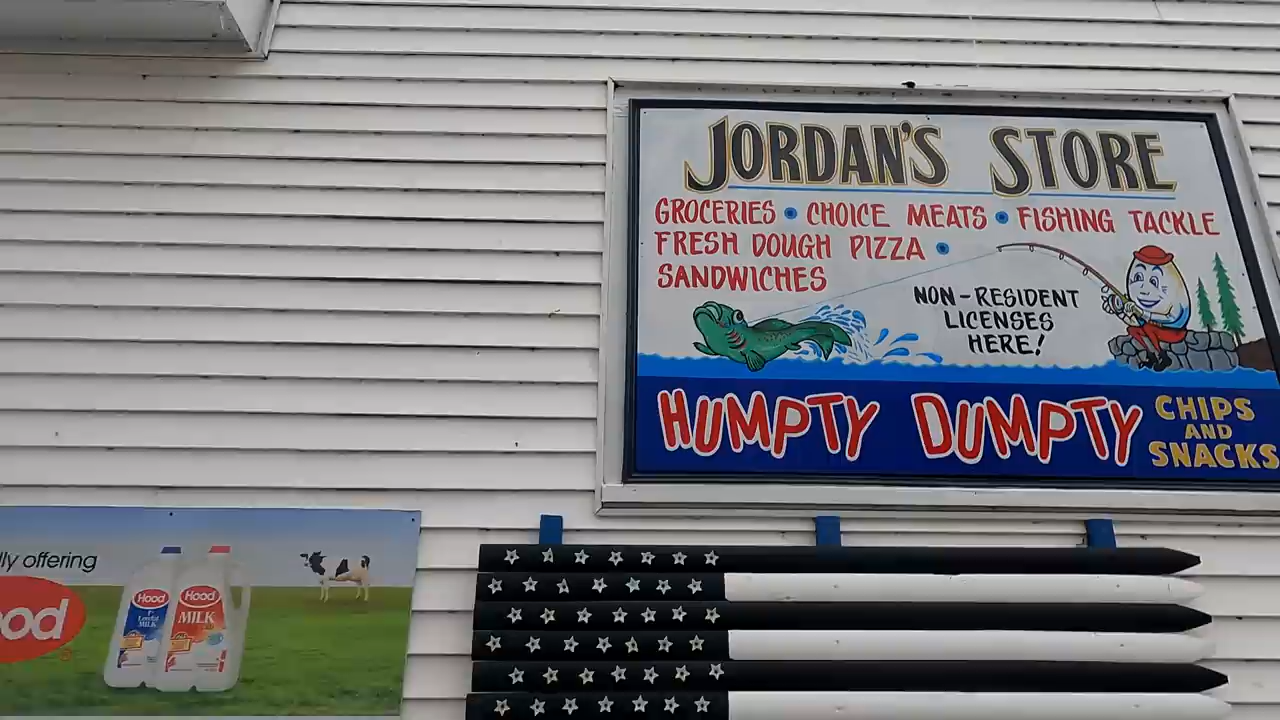 JORDAN'S STORE
GROCERIES • CHOICE MEATS • FISHING TACKLE
FRESH DOUGH PIZZA •
SANDWICHES
NON-RESIDENT
LICENSES
HERE!
HUMPTY DUMPTY
CHIPS
AND
SNACKS
lly offering
ood
Hood
MILK
Hood
MILK